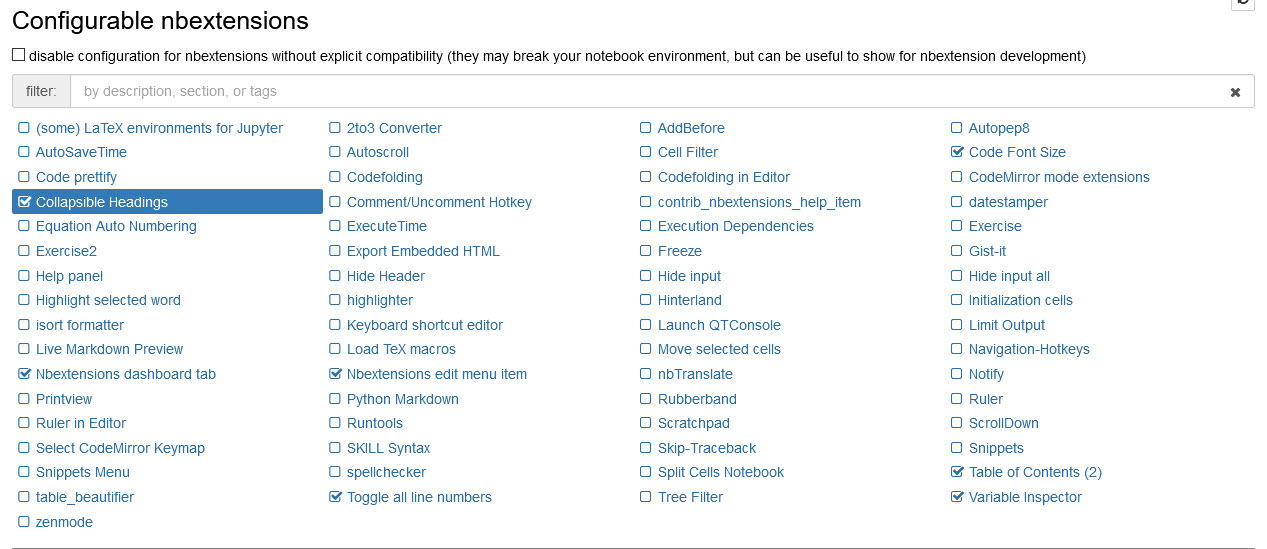 Configurable nbextensions
disable configuration for nbextensions without explicit compatibility (they may break your notebook environment, but can be useful to show for nbextension development)
filter: by description, section, or tags
(some) LaTeX environments for Jupyter 2to3 Converter AddBefore Autopep8
AutoSaveTime Autoscroll Cell Filter Code Font Size
Code prettify Codefolding Codefolding in Editor CodeMirror mode extensions
Collapsible Headings Comment/Uncomment Hotkey contrib_nbextensions_help_item datestamper
Equation Auto Numbering ExecuteTime Execution Dependencies Exercise
Exercise2 Export Embedded HTML Freeze Gist-it
Help panel Hide Header Hide input Hide input all
Highlight selected word highlighter Hinterland Initialization cells
isort formatter Keyboard shortcut editor Launch QTConsole Limit Output
Live Markdown Preview Load TeX macros Move selected cells Navigation-Hotkeys
Nbextensions dashboard tab Nbextensions edit menu item nbTranslate Notify
Printview Python Markdown Rubberband Ruler
Ruler in Editor Runtools Scratchpad ScrollDown
Select CodeMirror Keymap SKILL Syntax Skip-Traceback Snippets
Snippets Menu spellchecker Split Cells Notebook Table of Contents (2)
table_beautifier Toggle all line numbers Tree Filter Variable Inspector
zenmode